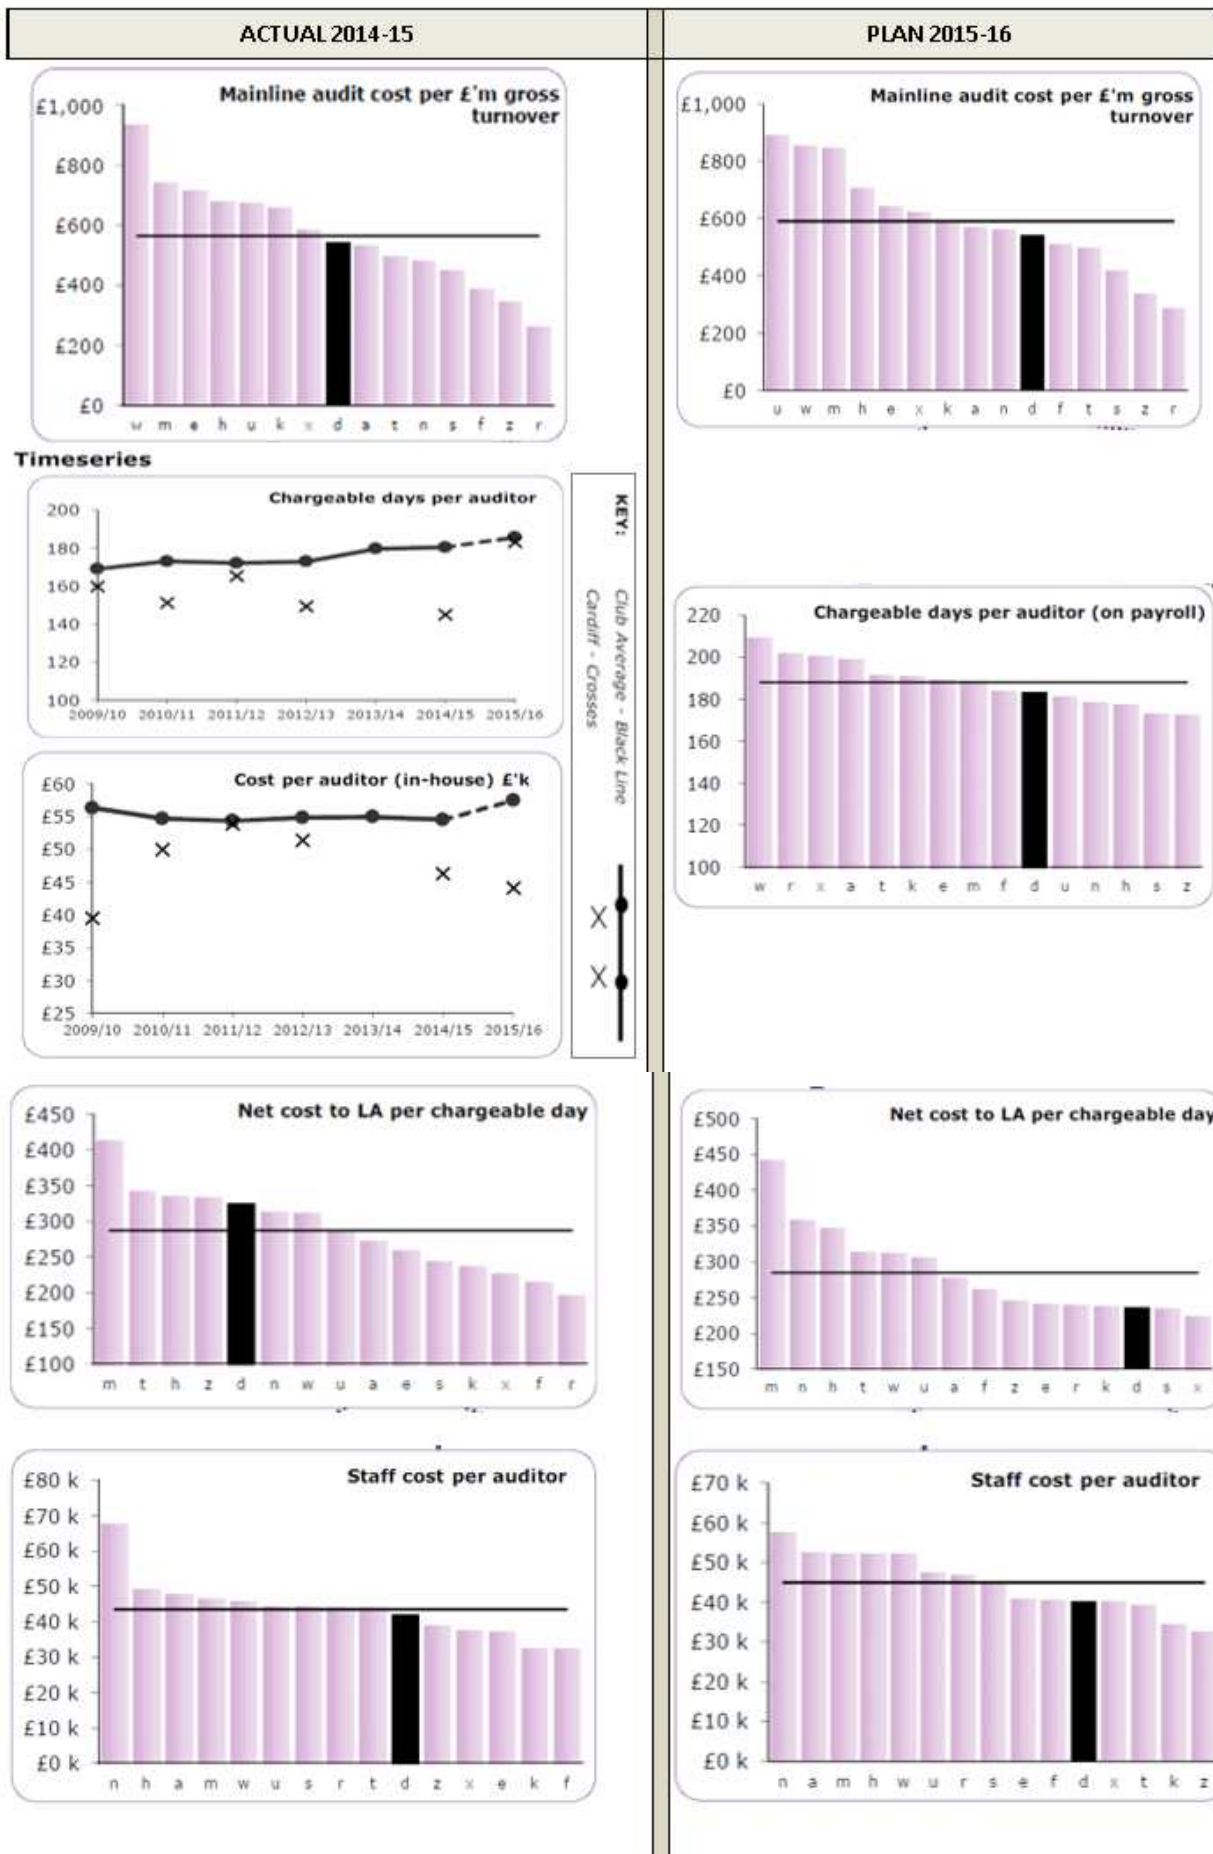 ACTUAL 2014-15
PLAN 2015-16
Mainline audit cost per £'m gross
turnover
£1,000
£800
£600
£400
£200
£0
w m e h u k x d a t n s f z r
Mainline audit cost per £'m gross
turnover
£1,000
£800
£600
£400
£200
£0
u w m h e x k a n d f t s z r
Timeseries
Chargeable days per auditor
200
180
160
140
120
100
2009/10 2010/11 2011/12 2012/13 2013/14 2014/15 2015/16
Cost per auditor (in-house) £'k
£60
£55
£50
£45
£40
£35
£30
£25
2009/10 2010/11 2011/12 2012/13 2013/14 2014/15 2015/16
KEY:
Club Average - Black Line
Cardiff - Crosses
Chargeable days per auditor (on payroll)
220
200
180
160
140
120
100
w r x a t k e m f d u n h s z
Net cost to LA per chargeable day
£450
£400
£350
£300
£250
£200
£150
£100
m t h z d n w u a e s k x f r
Net cost to LA per chargeable day
£500
£450
£400
£350
£300
£250
£200
£150
m n h t w u a f z e r k d s x
Staff cost per auditor
£80 k
£70 k
£60 k
£50 k
£40 k
£30 k
£20 k
£10 k
£0 k
n h a m w u s r t d z x e k f
Staff cost per auditor
£70 k
£60 k
£50 k
£40 k
£30 k
£20 k
£10 k
£0 k
n a m h w u r s e f d x t k z